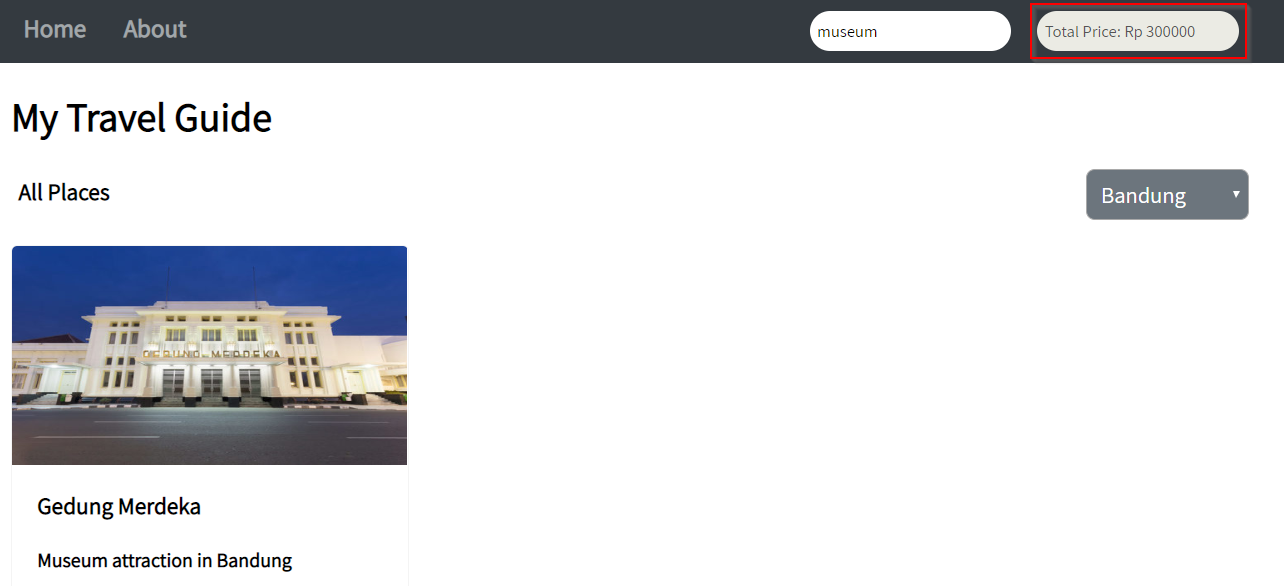 Home About museum Total Price: Rp 300000
My Travel Guide
All Places Bandung
GEDUNG MERDEKA
Gedung Merdeka
Museum attraction in Bandung